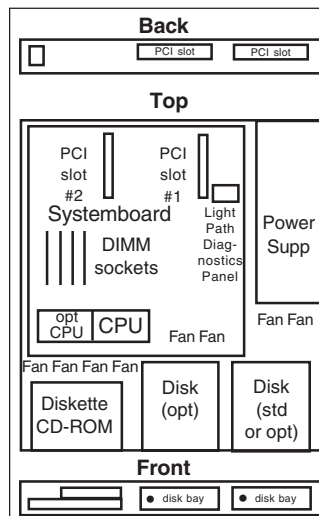 Back
PCI slot
PCI slot
Top
PCI
slot
#2
PCI
slot
#1
Systemboard
DIMM
sockets
Light
Path
Diag-
nostics
Panel
Power
Supp
opt
CPU
CPU
Fan Fan
Fan Fan
Fan Fan Fan Fan
Diskette
CD-ROM
Disk
(opt)
Disk
(std
or opt)
Front
disk bay
disk bay